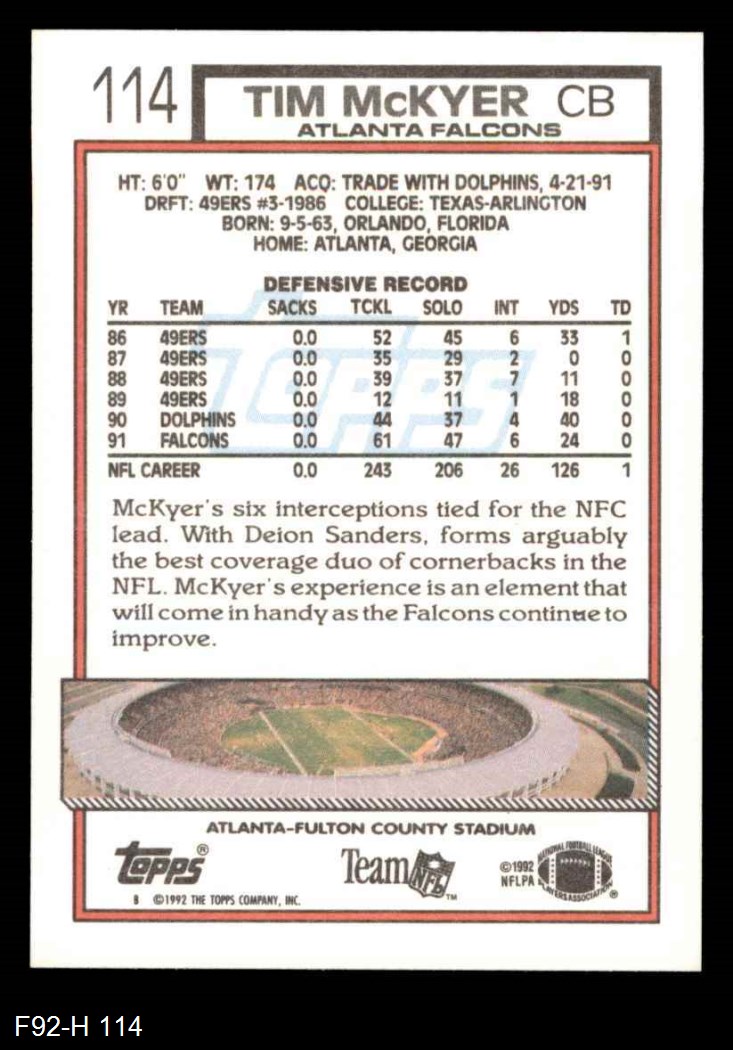 114 TIM McKYER CB
ATLANTA FALCONS
HT: 6'0" WT: 174 ACQ: TRADE WITH DOLPHINS, 4-21-91
DRFT: 49ERS #3-1986 COLLEGE: TEXAS-ARLINGTON
BORN: 9-5-63, ORLANDO, FLORIDA
HOME: ATLANTA, GEORGIA
DEFENSIVE RECORD
YR TEAM SACKS TCKL SOLO INT YDS TD
86 49ERS 0.0 52 45 6 33 1
87 49ERS 0.0 35 29 2 0 0
88 49ERS 0.0 39 37 7 11 0
89 49ERS 0.0 12 11 1 18 0
90 DOLPHINS 0.0 44 37 4 40 0
91 FALCONS 0.0 61 47 6 24 0
NFL CAREER 0.0 243 206 26 126 1
Topps
McKyer's six interceptions tied for the NFC
lead. With Deion Sanders, forms arguably
the best coverage duo of cornerbacks in the
NFL. McKyer's experience is an element that
will come in handy as the Falcons continue to
improve.
ATLANTA-FULTON COUNTY STADIUM
Topps®
B ©1992 THE TOPPS COMPANY, INC.
Team NFL™
©1992
NFLPA
NATIONAL FOOTBALL LEAGUE
PLAYERS ASSOCIATION ®
F92-H 114